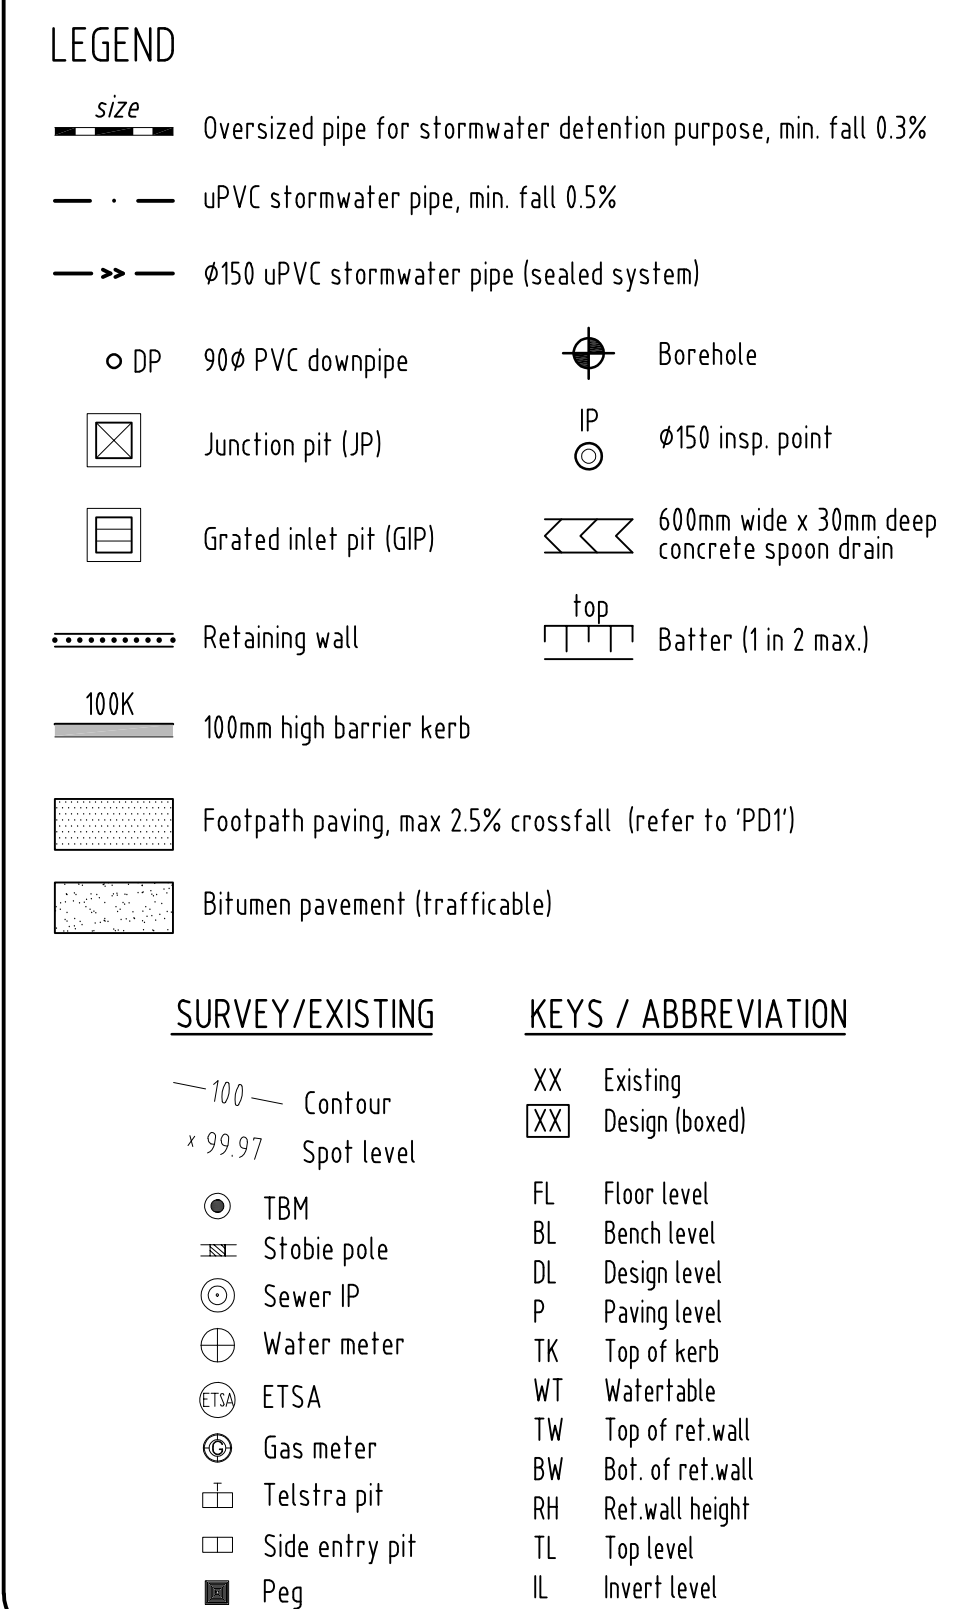 LEGEND
size
Oversized pipe for stormwater detention purpose, min. fall 0.3%
uPVC stormwater pipe, min. fall 0.5%
Ø150 uPVC stormwater pipe (sealed system)
DP 90Ø PVC downpipe
Borehole
Junction pit (JP)
IP
Ø150 insp. point
Grated inlet pit (GIP)
600mm wide x 30mm deep
concrete spoon drain
Retaining wall
top
Batter (1 in 2 max.)
100K
100mm high barrier kerb
Footpath paving, max 2.5% crossfall (refer to 'PD1')
Bitumen pavement (trafficable)
SURVEY/EXISTING
100 Contour
x 99.97 Spot level
TBM
Stobie pole
Sewer IP
Water meter
ETSA ETSA
G Gas meter
Telstra pit
Side entry pit
Peg
KEYS / ABBREVIATION
XX Existing
XX Design (boxed)
FL Floor level
BL Bench level
DL Design level
P Paving level
TK Top of kerb
WT Watertable
TW Top of ret.wall
BW Bot. of ret.wall
RH Ret.wall height
TL Top level
IL Invert level